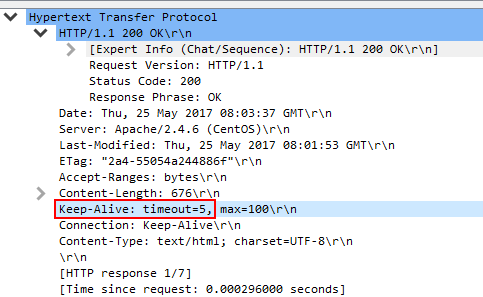 Hypertext Transfer Protocol
HTTP/1.1 200 OK\r\n
[Expert Info (Chat/Sequence): HTTP/1.1 200 OK\r\n]
Request Version: HTTP/1.1
Status Code: 200
Response Phrase: OK
Date: Thu, 25 May 2017 08:03:37 GMT\r\n
Server: Apache/2.4.6 (CentOS)\r\n
Last-Modified: Thu, 25 May 2017 08:01:53 GMT\r\n
ETag: "2a4-55054a244886f"\r\n
Accept-Ranges: bytes\r\n
Content-Length: 676\r\n
Keep-Alive: timeout=5, max=100\r\n
Connection: Keep-Alive\r\n
Content-Type: text/html; charset=UTF-8\r\n
\r\n
[HTTP response 1/7]
[Time since request: 0.000296000 seconds]